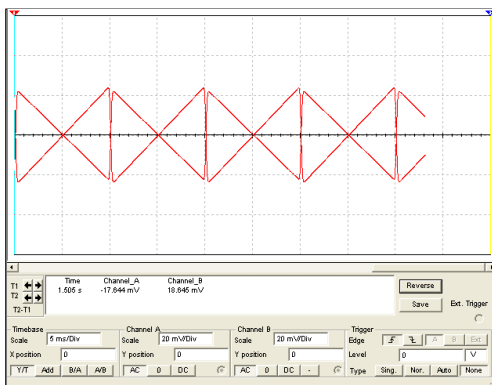 Time Channel_A Channel_B
T1 1.505 s -17.644 mV 18.645 mV
T2
T2-T1
Reverse
Save
Ext. Trigger
Timebase
Scale 5 ms/Div
X position 0
Y/T Add B/A A/B
Channel A
Scale 20 mV/Div
Y position 0
AC 0 DC
Channel B
Scale 20 mV/Div
Y position 0
AC 0 DC -
Trigger
Edge A B Ext
Level 0 V
Type Sing. Nor. Auto None